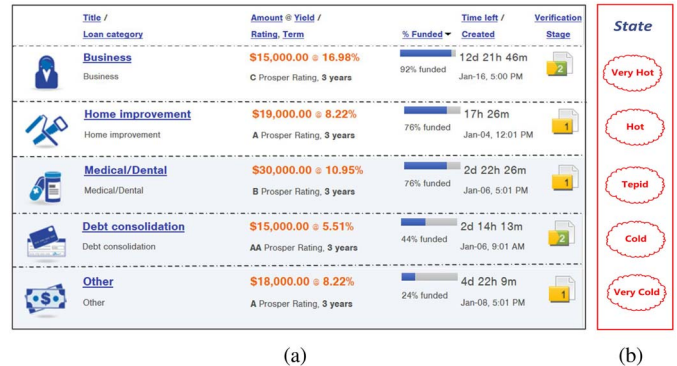 Title / Amount @ Yield / Time left / Verification
Loan category Rating, Term % Funded Created Stage
State
Business $15,000.00 @ 16.98% 12d 21h 46m
Business C Prosper Rating, 3 years 92% funded Jan-16, 5:00 PM 2
Very Hot
Home improvement $19,000.00 @ 8.22% 17h 26m
Home improvement A Prosper Rating, 3 years 76% funded Jan-04, 12:01 PM 1
Hot
Medical/Dental $30,000.00 @ 10.95% 2d 22h 26m
Medical/Dental B Prosper Rating, 3 years 76% funded Jan-06, 5:01 PM 1
Tepid
Debt consolidation $15,000.00 @ 5.51% 2d 14h 13m
Debt consolidation AA Prosper Rating, 3 years 44% funded Jan-06, 9:01 AM 2
Cold
Other $18,000.00 @ 8.22% 4d 22h 9m
Other A Prosper Rating, 3 years 24% funded Jan-08, 5:01 PM 1
Very Cold
(a) (b)